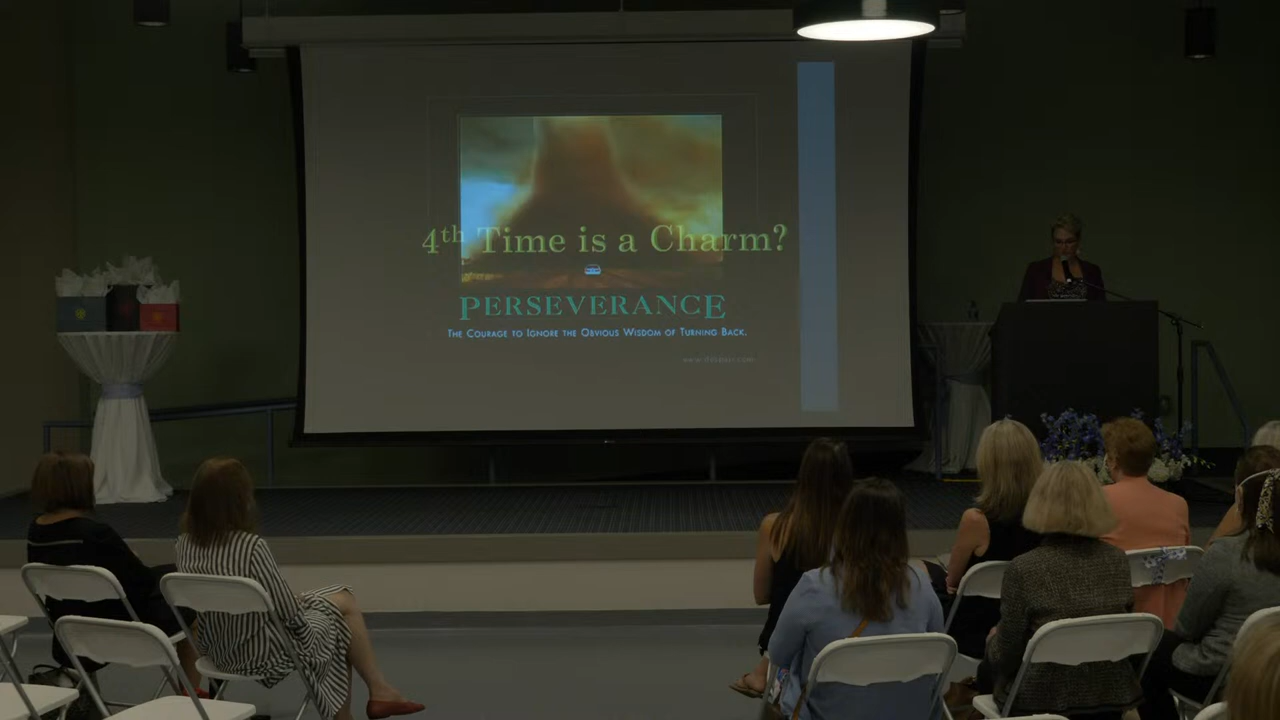 4th Time is a Charm?
PERSEVERANCE
THE COURAGE TO IGNORE THE OBVIOUS WISDOM OF TURNING BACK.